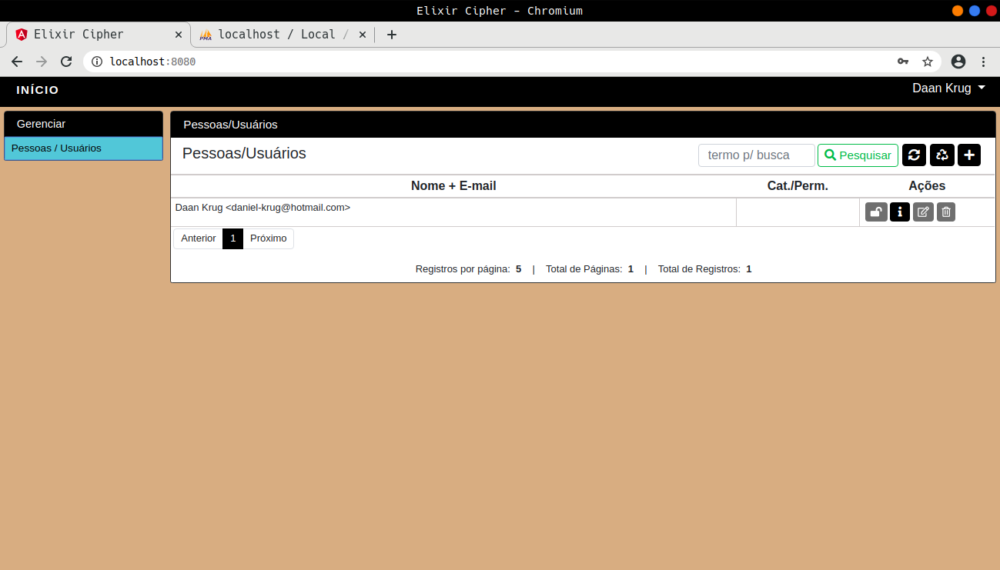 Elixir Cipher - Chromium
Elixir Cipher
PMA localhost / Local /
localhost:8080
INÍCIO
Daan Krug
Gerenciar
Pessoas / Usuários
Pessoas/Usuários
Pessoas/Usuários
termo p/ busca
Pesquisar
Nome + E-mail Cat./Perm. Ações
Daan Krug <daniel-krug@hotmail.com>
Anterior 1 Próximo
Registros por página: 5 | Total de Páginas: 1 | Total de Registros: 1